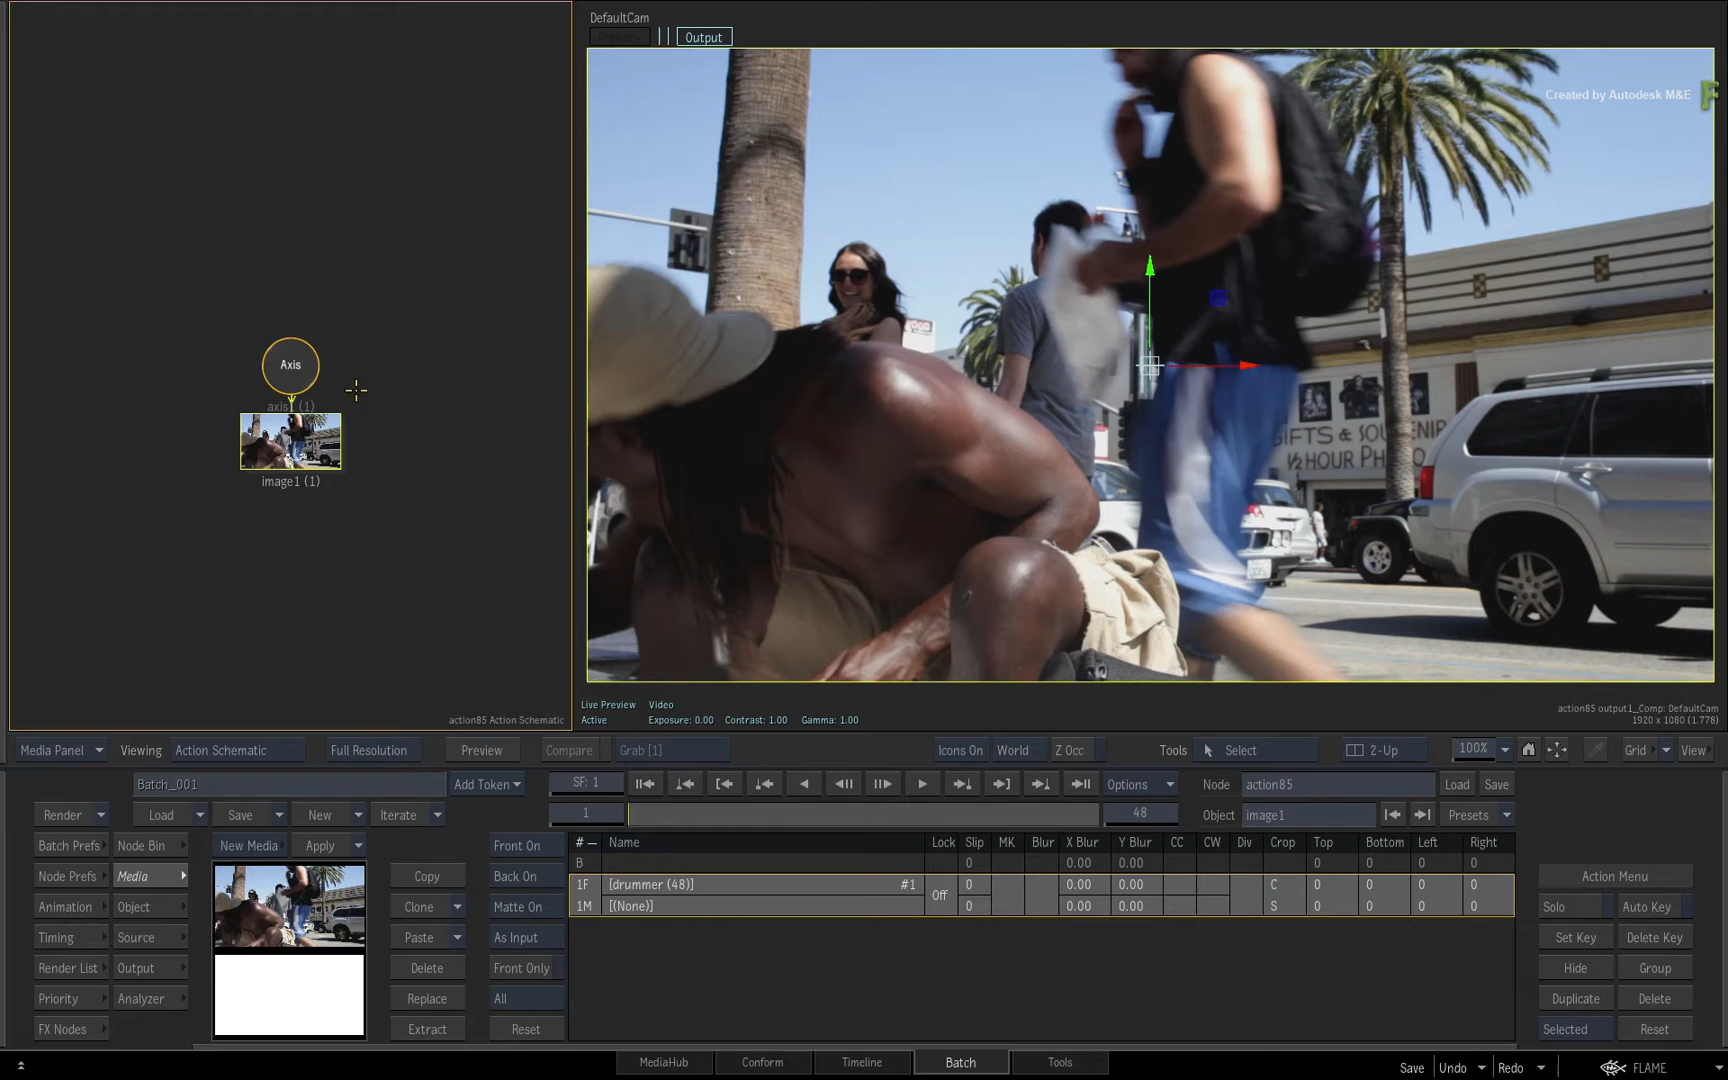 DefaultCam
Primary
Output
Created by Autodesk M&E
Axis
axis1 (1)
image1 (1)
GIFTS & SOUVENIR
½ HOUR PHOTO
action85 Action Schematic
Live Preview Video
Active Exposure: 0.00 Contrast: 1.00 Gamma: 1.00
action85 output1_Comp: DefaultCam
1920 x 1080 (1.778)
Media Panel Viewing Action Schematic Full Resolution Preview Compare Grab [1] Icons On World Z Occ Tools Select 2-Up 100% Grid View
Batch_001 Add Token SF: 1 Options Node action85 Load Save
Render Load Save New Iterate 1 48 Object image1 Presets
Batch Prefs Node Bin New Media Apply Front On # Name Lock Slip MK Blur X Blur Y Blur CC CW Div Crop Top Bottom Left Right
B 0.00 0.00 0 0 0 0
Node Prefs Media Copy Back On 1F [drummer (48)] #1 Off 0 0.00 0.00 C 0 0 0 0 Action Menu
Animation Object Clone Matte On 1M [(None)] 0 0.00 0.00 S 0 0 0 0 Solo Auto Key
Timing Source Paste As Input Set Key Delete Key
Render List Output Delete Front Only Hide Group
Priority Analyzer Replace All Duplicate Delete
FX Nodes Extract Reset Selected Reset
MediaHub Conform Timeline Batch Tools Save Undo Redo FLAME